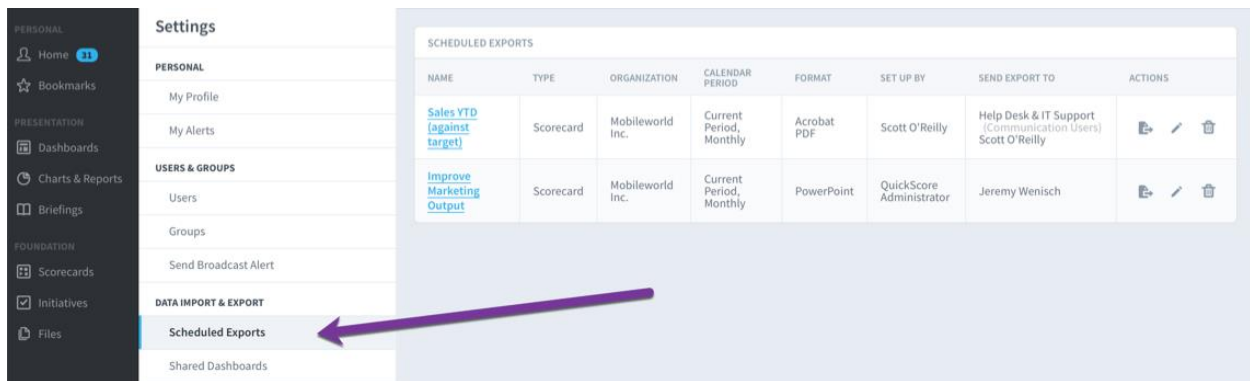 PERSONAL
Home 31
Bookmarks
PRESENTATION
Dashboards
Charts & Reports
Briefings
FOUNDATION
Scorecards
Initiatives
Files
Settings
PERSONAL
My Profile
My Alerts
USERS & GROUPS
Users
Groups
Send Broadcast Alert
DATA IMPORT & EXPORT
Scheduled Exports
Shared Dashboards
SCHEDULED EXPORTS
NAME
TYPE
ORGANIZATION
CALENDAR
PERIOD
FORMAT
SET UP BY
SEND EXPORT TO
ACTIONS
Sales YTD
(against
target)
Scorecard
Mobileworld
Inc.
Current
Period,
Monthly
Acrobat
PDF
Scott O'Reilly
Help Desk & IT Support
(Communication Users)
Scott O'Reilly
Improve
Marketing
Output
Scorecard
Mobileworld
Inc.
Current
Period,
Monthly
PowerPoint
QuickScore
Administrator
Jeremy Wenisch